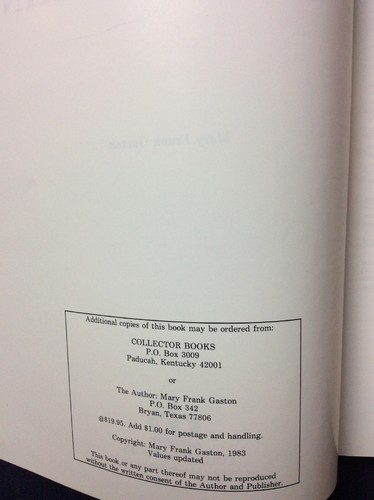 Additional copies of this book may be ordered from:
COLLECTOR BOOKS
P.O. Box 3009
Paducah, Kentucky 42001
or
The Author: Mary Frank Gaston
P.O. Box 342
Bryan, Texas 77806
@$19.95. Add $1.00 for postage and handling.
Copyright: Mary Frank Gaston, 1983
Values updated
This book or any part thereof may not be reproduced
without the written consent of the Author and Publisher.